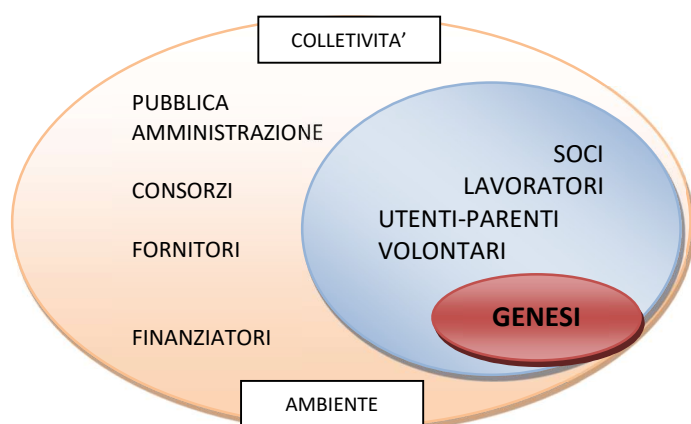 COLLETIVITA’
PUBBLICA
AMMINISTRAZIONE
CONSORZI
FORNITORI
FINANZIATORI
SOCI
LAVORATORI
UTENTI-PARENTI
VOLONTARI
GENESI
AMBIENTE